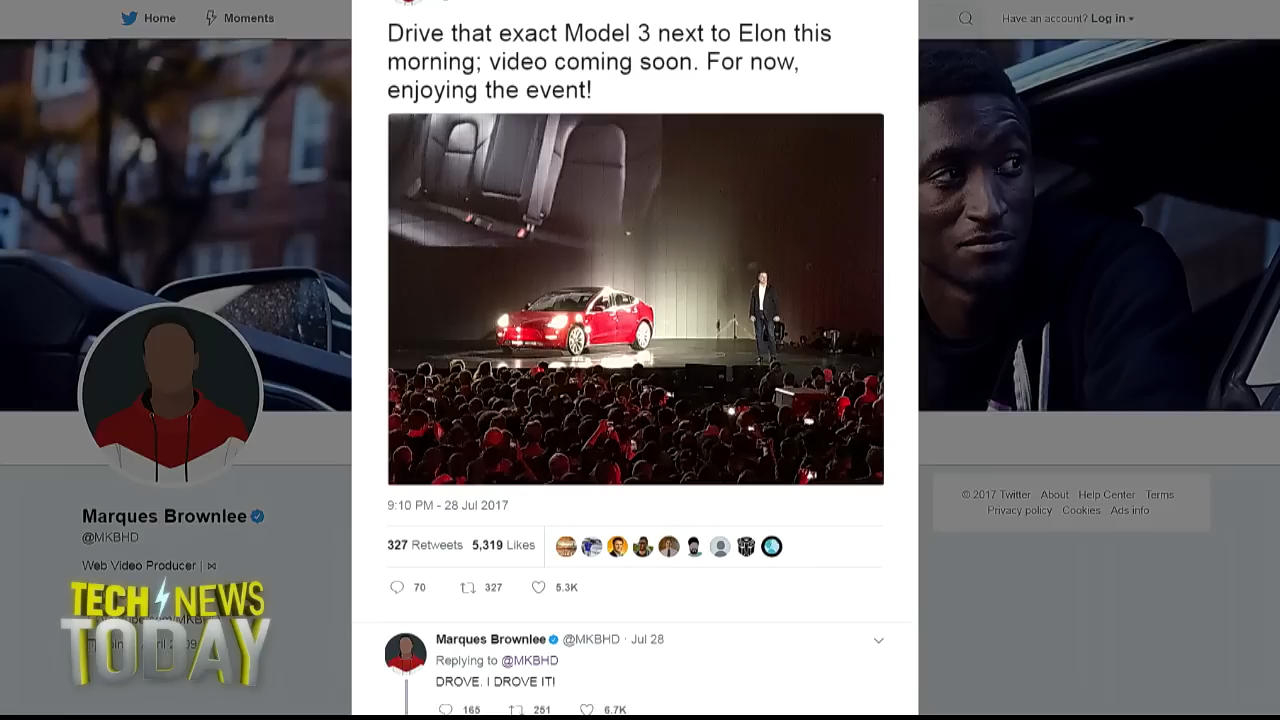 Home
Moments
Have an account? Log in
Drive that exact Model 3 next to Elon this
morning; video coming soon. For now,
enjoying the event!
9:10 PM - 28 Jul 2017
327 Retweets 5,319 Likes
70 327 5.3K
Marques Brownlee @MKBHD · Jul 28
Replying to @MKBHD
DROVE. I DROVE IT!
165 251 6.7K
Marques Brownlee
@MKBHD
Web Video Producer |
TECH NEWS
TODAY
© 2017 Twitter About Help Center Terms
Privacy policy Cookies Ads info